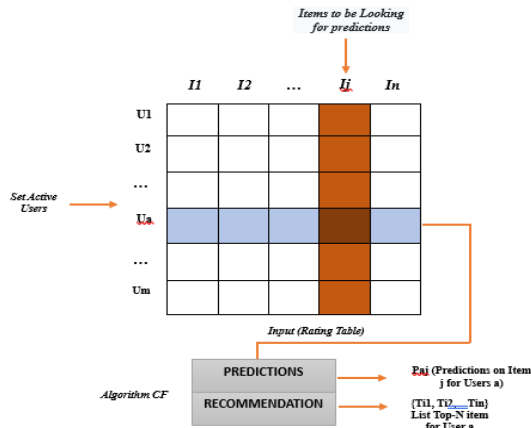 Items to be Looking
for predictions
I1 I2 ... Ij In
U1
U2
...
Set Active
Users
Ua
...
Um
Input (Rating Table)
Algorithm CF
PREDICTIONS
RECOMMENDATION
Paj (Predictions on Item
j for Users a)
{Ti1, Ti2,...,Tin}
List Top-N item
for User a